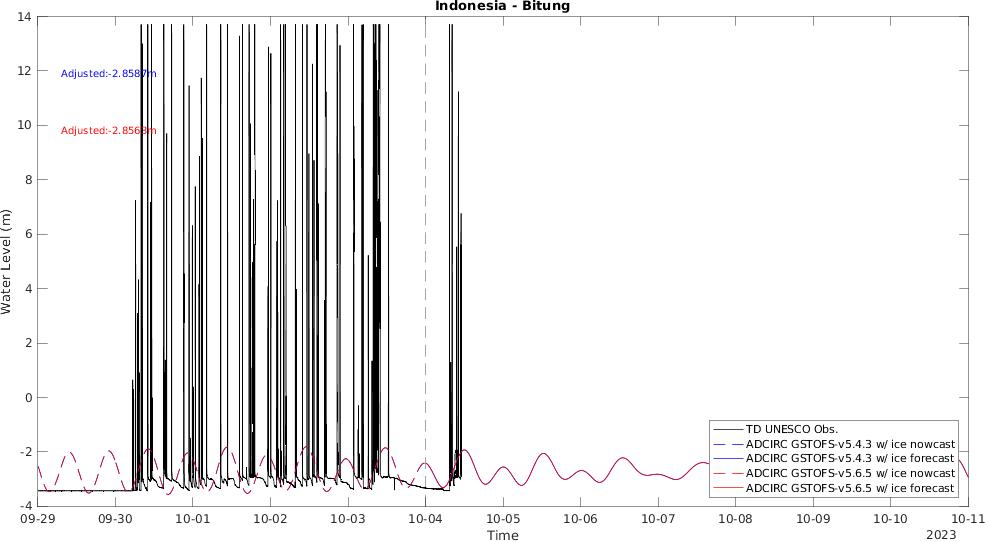 Indonesia - Bitung
14
12
10
8
6
4
2
0
-2
-4
Water Level (m)
Adjusted:-2.8587m
Adjusted:-2.8563m
TD UNESCO Obs.
ADCIRC GSTOFS-v5.4.3 w/ ice nowcast
ADCIRC GSTOFS-v5.4.3 w/ ice forecast
ADCIRC GSTOFS-v5.6.5 w/ ice nowcast
ADCIRC GSTOFS-v5.6.5 w/ ice forecast
09-29 09-30 10-01 10-02 10-03 10-04 10-05 10-06 10-07 10-08 10-09 10-10 10-11
Time
2023